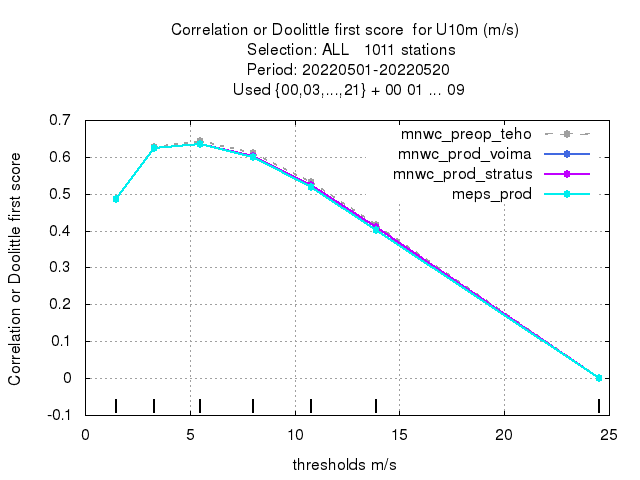 Correlation or Doolittle first score  for U10m (m/s)
Selection: ALL   1011 stations
Period: 20220501-20220520
Used {00,03,...,21} + 00 01 ... 09
mnwc_preop_teho
mnwc_prod_voima
mnwc_prod_stratus
meps_prod
Correlation or Doolittle first score
0.7
0.6
0.5
0.4
0.3
0.2
0.1
0
-0.1
0 5 10 15 20 25
thresholds m/s